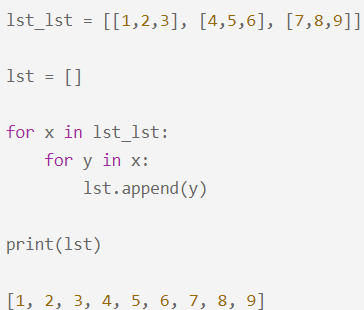 lst_lst = [[1,2,3], [4,5,6], [7,8,9]]
lst = []
for x in lst_lst:
    for y in x:
        lst.append(y)
print(lst)
[1, 2, 3, 4, 5, 6, 7, 8, 9]